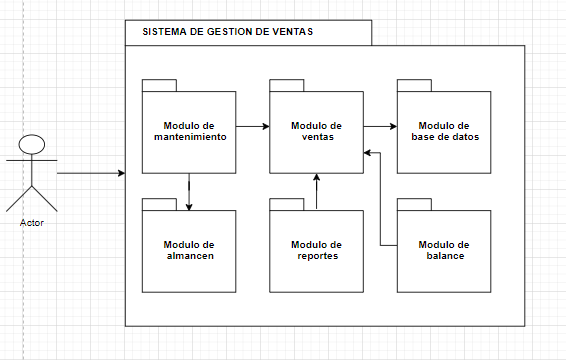 SISTEMA DE GESTION DE VENTAS
Modulo de
mantenimiento
Modulo de
ventas
Modulo de
base de datos
Actor
Modulo de
almancen
Modulo de
reportes
Modulo de
balance